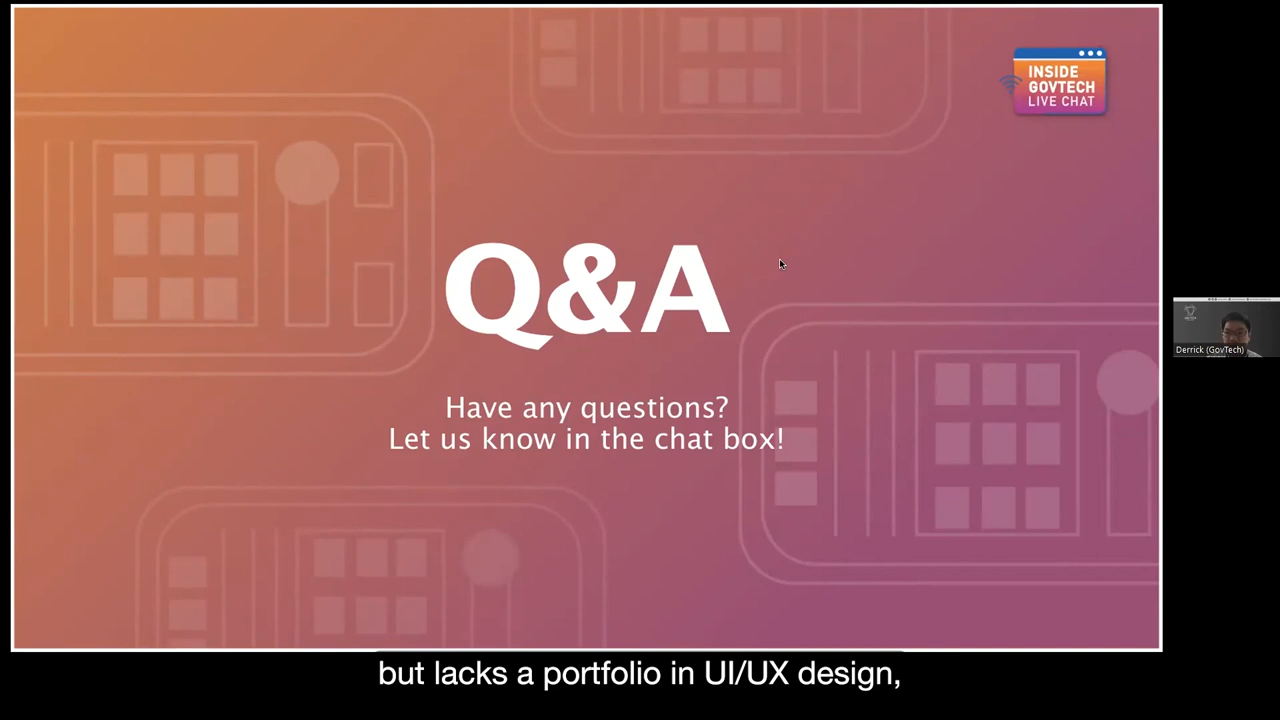 INSIDE
GOVTECH
LIVE CHAT
Q&A
Have any questions?
Let us know in the chat box!
Derrick (GovTech)
but lacks a portfolio in UI/UX design,